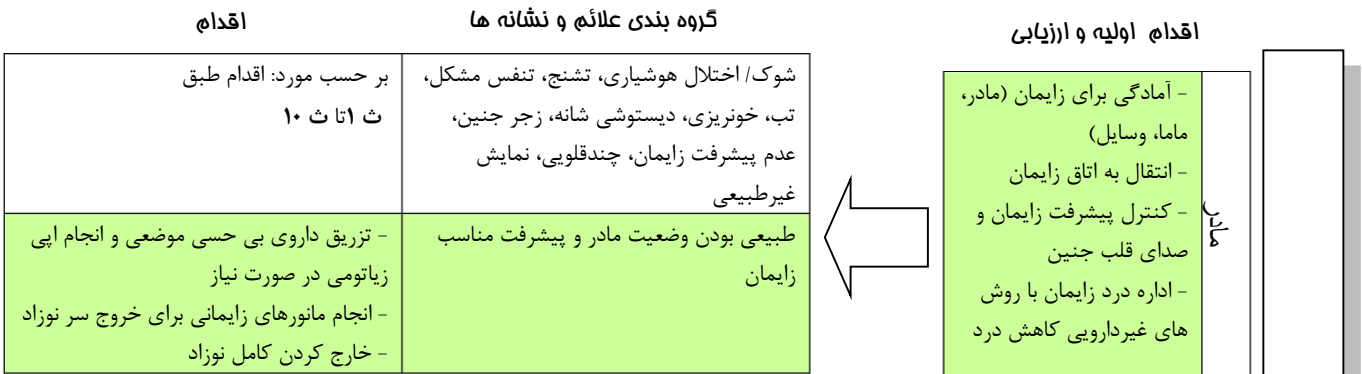 اقدام اولیه و ارزیابی
مادر
- آمادگی برای زایمان (مادر،
ماما، وسایل)
- انتقال به اتاق زایمان
- کنترل پیشرفت زایمان و
صدای قلب جنین
- اداره درد زایمان با روش
های غیردارویی کاهش درد
گروه بندی علائم و نشانه ها
شوک/ اختلال هوشیاری، تشنج، تنفس مشکل،
تب، خونریزی، دیستوشی شانه، زجر جنین،
عدم پیشرفت زایمان، چندقلویی، نمایش
غیرطبیعی
طبیعی بودن وضعیت مادر و پیشرفت مناسب
زایمان
اقدام
بر حسب مورد: اقدام طبق
ث ۱تا ث ۱۰
- تزریق داروی بی حسی موضعی و انجام اپی
زیاتومی در صورت نیاز
- انجام مانورهای زایمانی برای خروج سر نوزاد
- خارج کردن کامل نوزاد